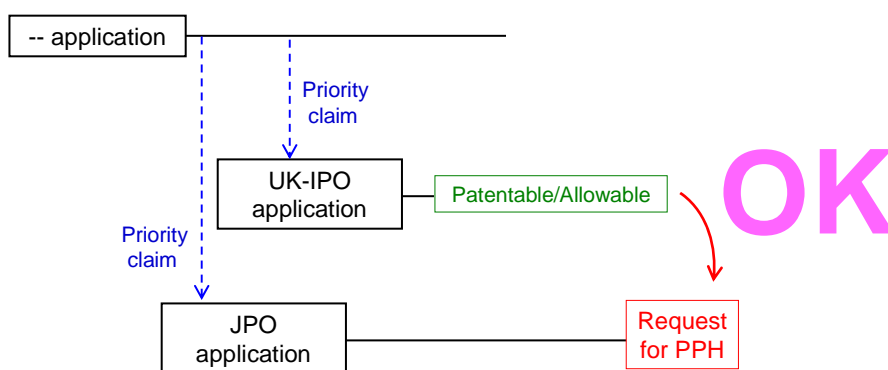 -- application
Priority
claim
UK-IPO
application
Patentable/Allowable
OK
Priority
claim
JPO
application
Request
for PPH